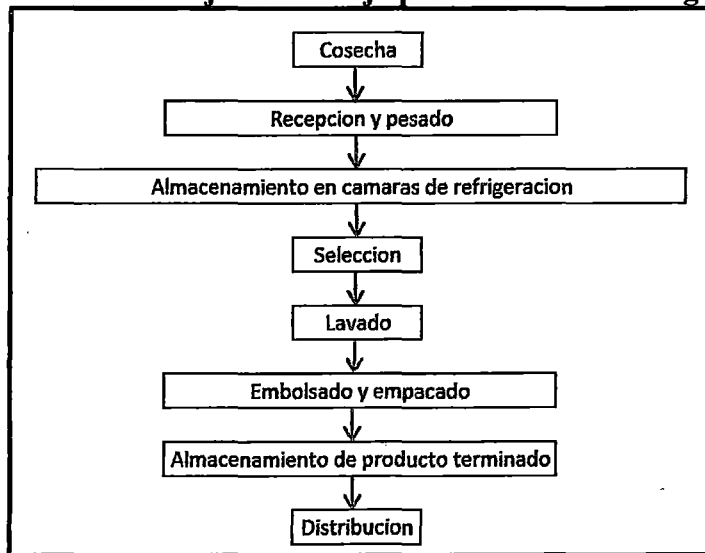 Cosecha
Recepcion y pesado
Almacenamiento en camaras de refrigeracion
Seleccion
Lavado
Embolsado y empacado
Almacenamiento de producto terminado
Distribucion